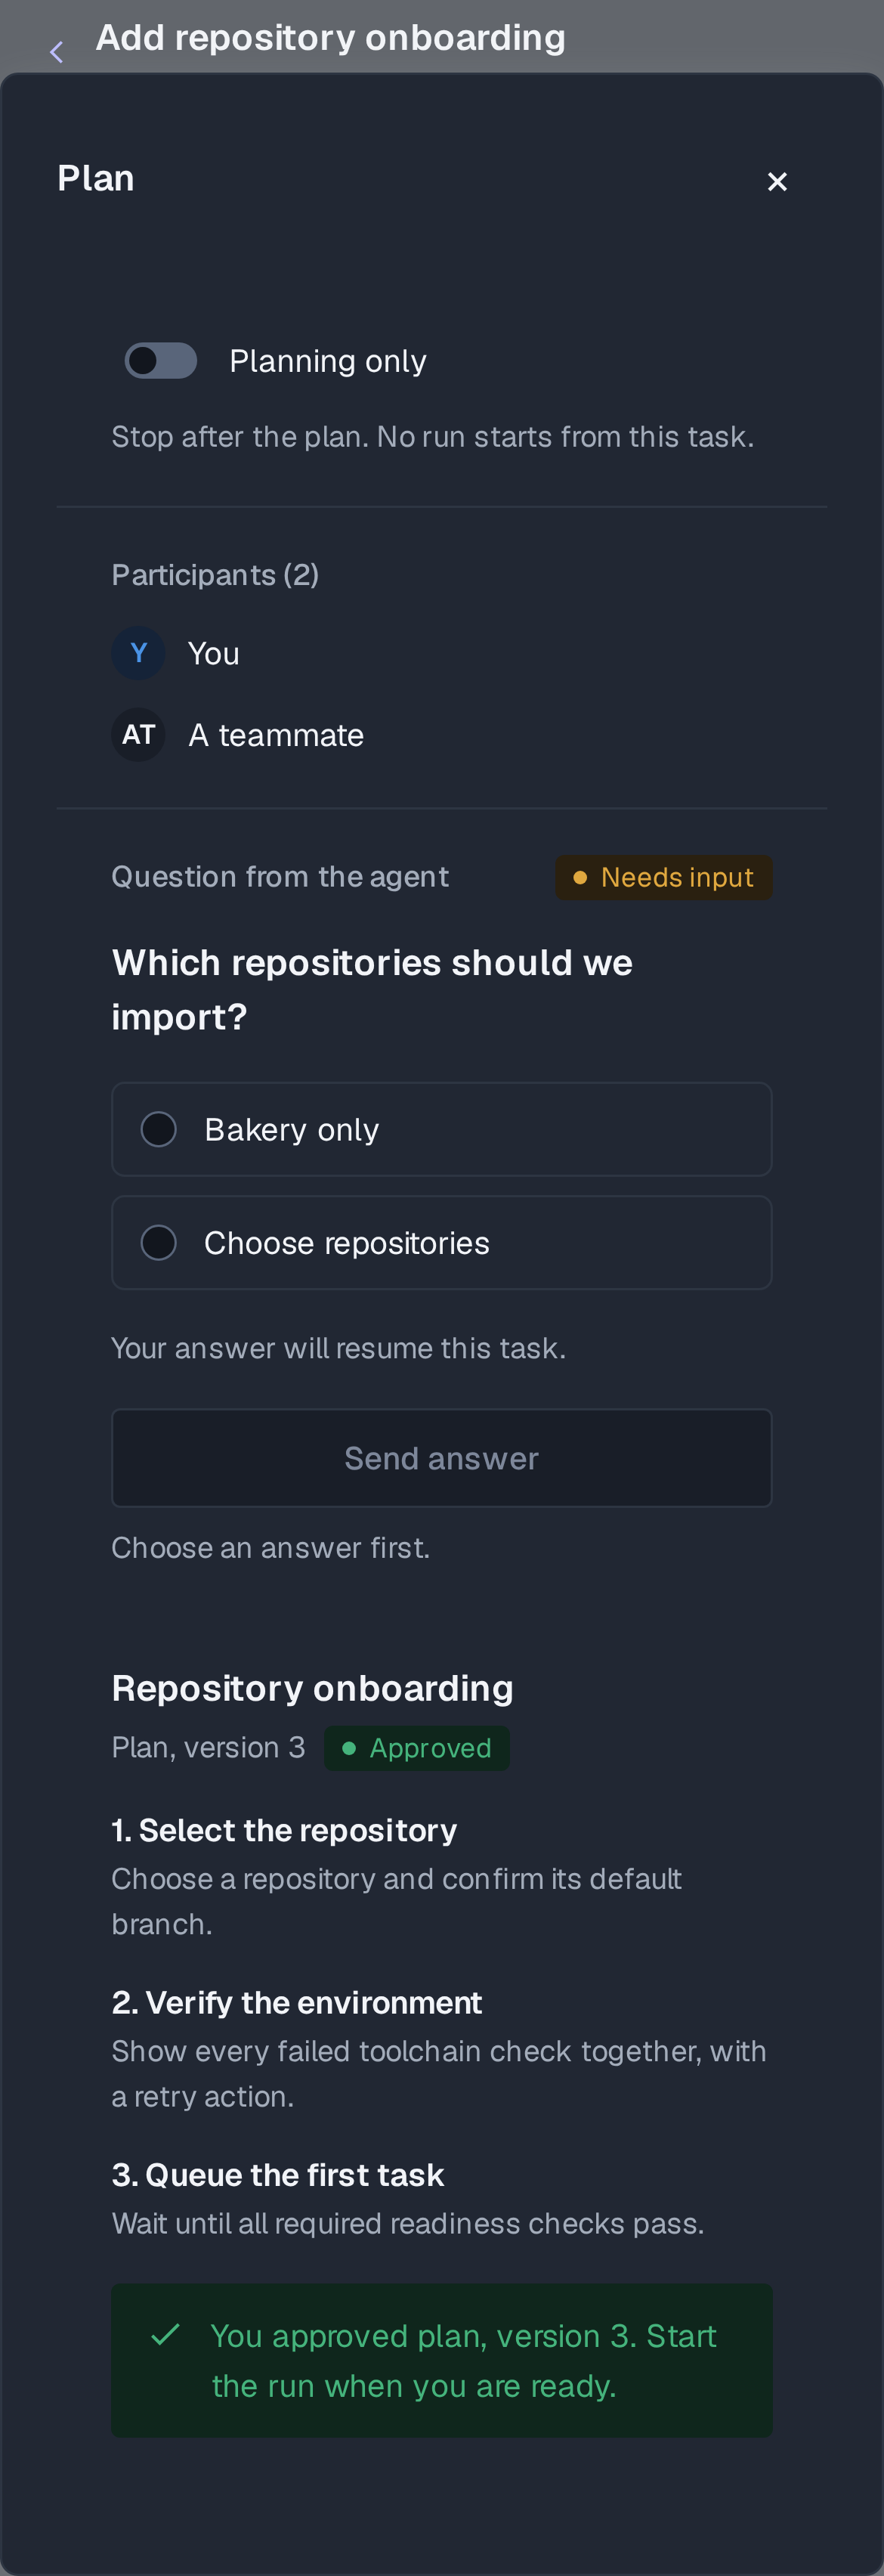 Add repository onboarding
Plan
Planning only
Stop after the plan. No run starts from this task.
Participants (2)
Y
You
AT
A teammate
Question from the agent
Needs input
Which repositories should we
import?
Bakery only
Choose repositories
Your answer will resume this task.
Send answer
Choose an answer first.
Repository onboarding
Plan, version 3
Approved
1. Select the repository
Choose a repository and confirm its default
branch.
2. Verify the environment
Show every failed toolchain check together, with
a retry action.
3. Queue the first task
Wait until all required readiness checks pass.
You approved plan, version 3. Start
the run when you are ready.